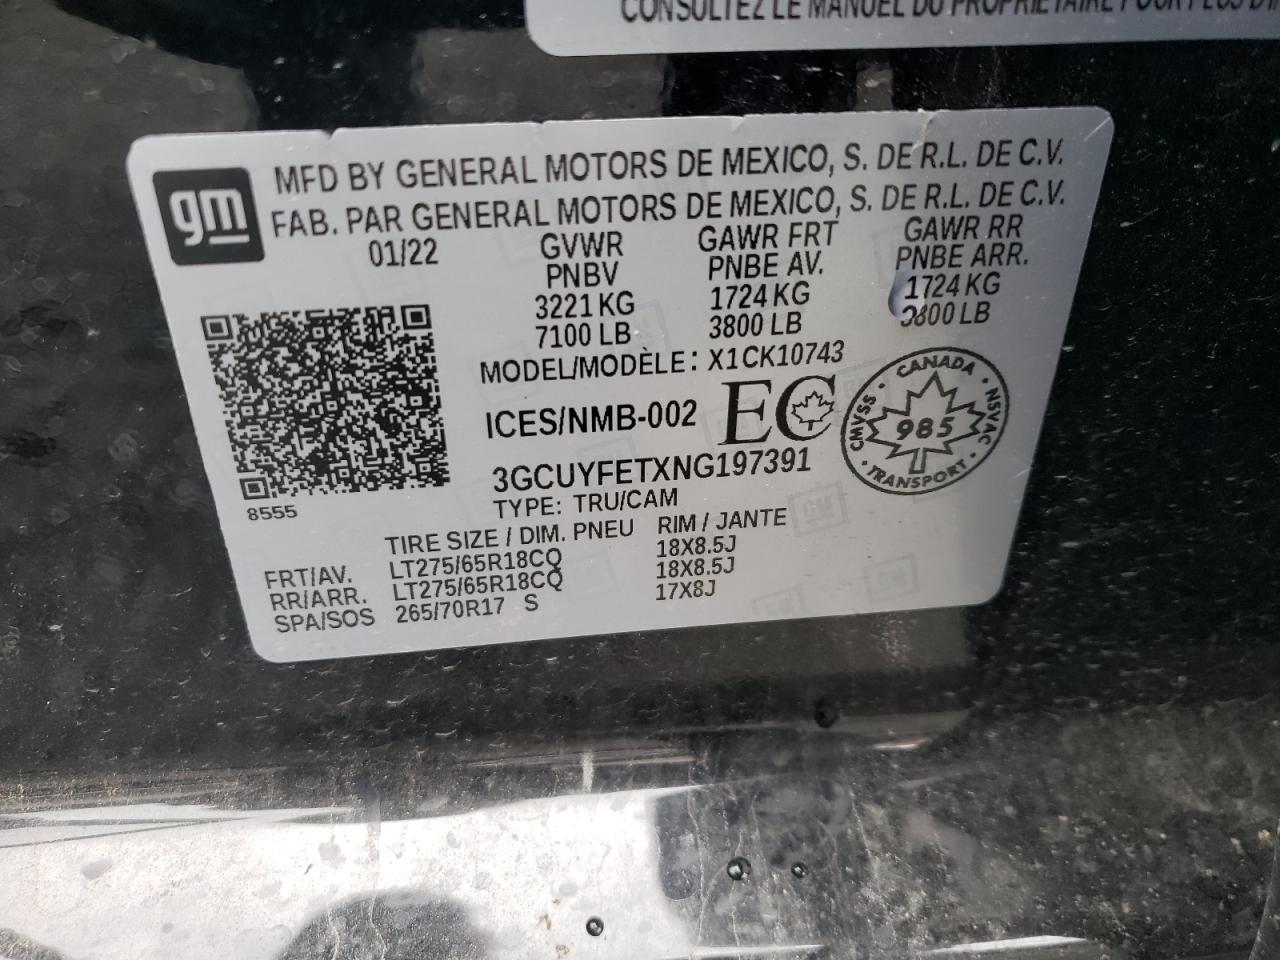 CONSULTEZ LE MANUEL DU PROPRIÉTAIRE POUR PLUS
gm
MFD BY GENERAL MOTORS DE MEXICO, S. DE R.L. DE C.V.
FAB. PAR GENERAL MOTORS DE MEXICO, S. DE R.L. DE C.V.
01/22 GVWR GAWR FRT GAWR RR
PNBV PNBE AV. PNBE ARR.
3221 KG 1724 KG 1724 KG
7100 LB 3800 LB 3800 LB
MODEL/MODÈLE: X1CK10743
ICES/NMB-002 EC
CANADA
CMVSS · NSVAC
985
TRANSPORT
3GCUYFETXNG197391
8555
TYPE: TRU/CAM
TIRE SIZE / DIM. PNEU RIM / JANTE
FRT/AV. LT275/65R18CQ 18X8.5J
RR/ARR. LT275/65R18CQ 18X8.5J
SPA/SOS 265/70R17 S 17X8J